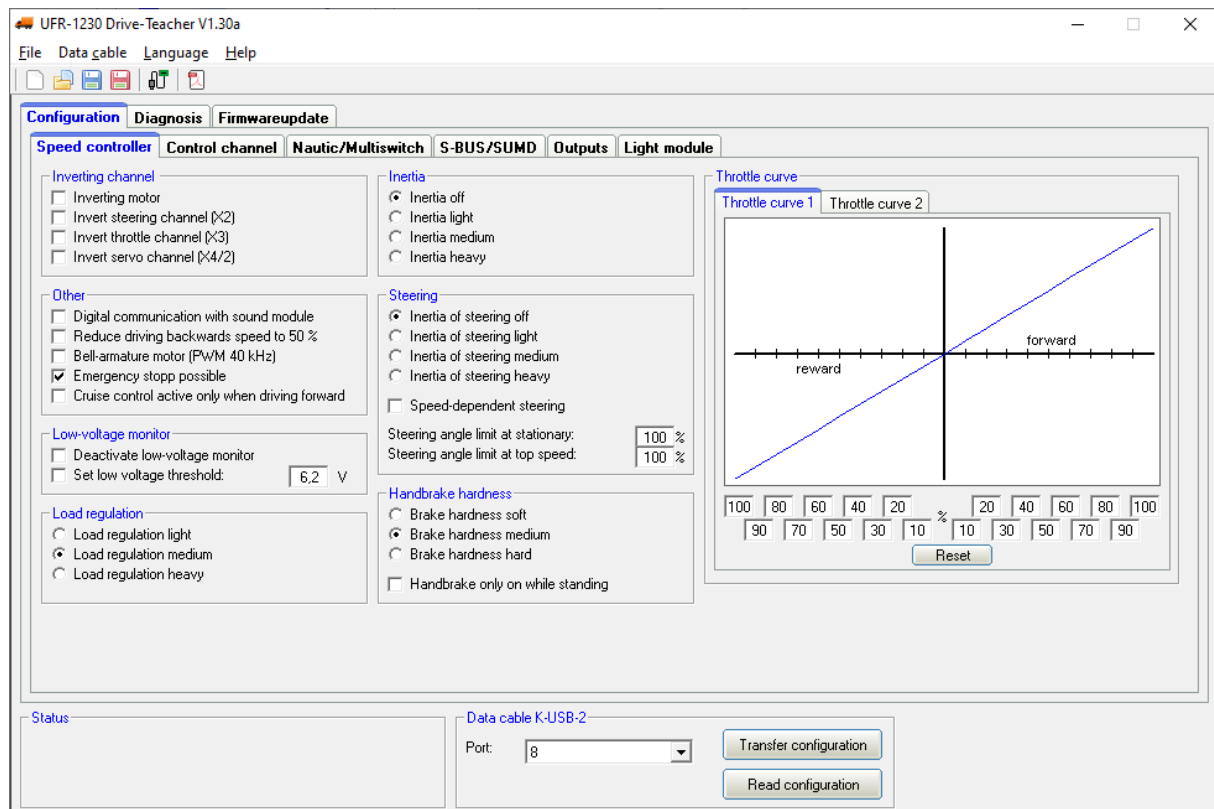 UFR-1230 Drive-Teacher V1.30a
File Data cable Language Help
Configuration Diagnosis Firmwareupdate
Speed controller Control channel Nautic/Multiswitch S-BUS/SUMD Outputs Light module
Inverting channel
Inverting motor
Invert steering channel (X2)
Invert throttle channel (X3)
Invert servo channel (X4/2)
Other
Digital communication with sound module
Reduce driving backwards speed to 50 %
Bell-armature motor (PWM 40 kHz)
Emergency stopp possible
Cruise control active only when driving forward
Low-voltage monitor
Deactivate low-voltage monitor
Set low voltage threshold: 6,2 V
Load regulation
Load regulation light
Load regulation medium
Load regulation heavy
Inertia
Inertia off
Inertia light
Inertia medium
Inertia heavy
Steering
Inertia of steering off
Inertia of steering light
Inertia of steering medium
Inertia of steering heavy
Speed-dependent steering
Steering angle limit at stationary: 100 %
Steering angle limit at top speed: 100 %
Handbrake hardness
Brake hardness soft
Brake hardness medium
Brake hardness hard
Handbrake only on while standing
Throttle curve
Throttle curve 1 Throttle curve 2
forward
reward
100 80 60 40 20 % 20 40 60 80 100
90 70 50 30 10 10 30 50 70 90
Reset
Status
Data cable K-USB-2
Port: 8
Transfer configuration
Read configuration